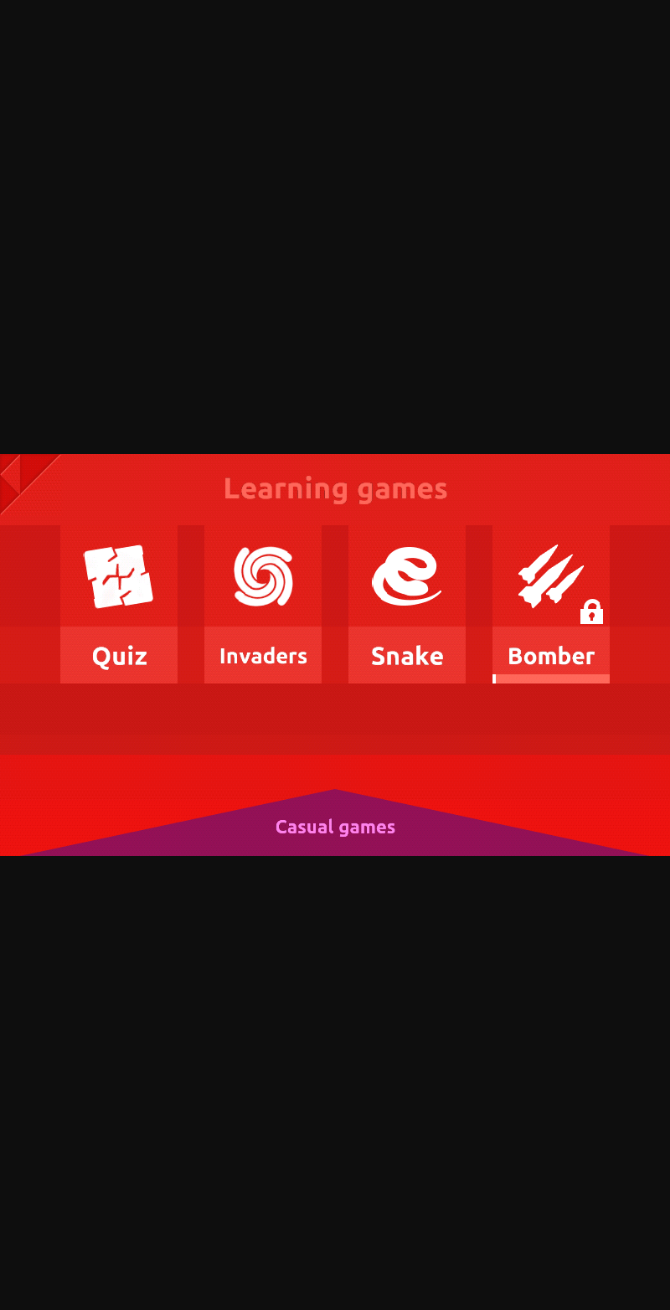 Learning games
Quiz
Invaders
Snake
Bomber
Casual games